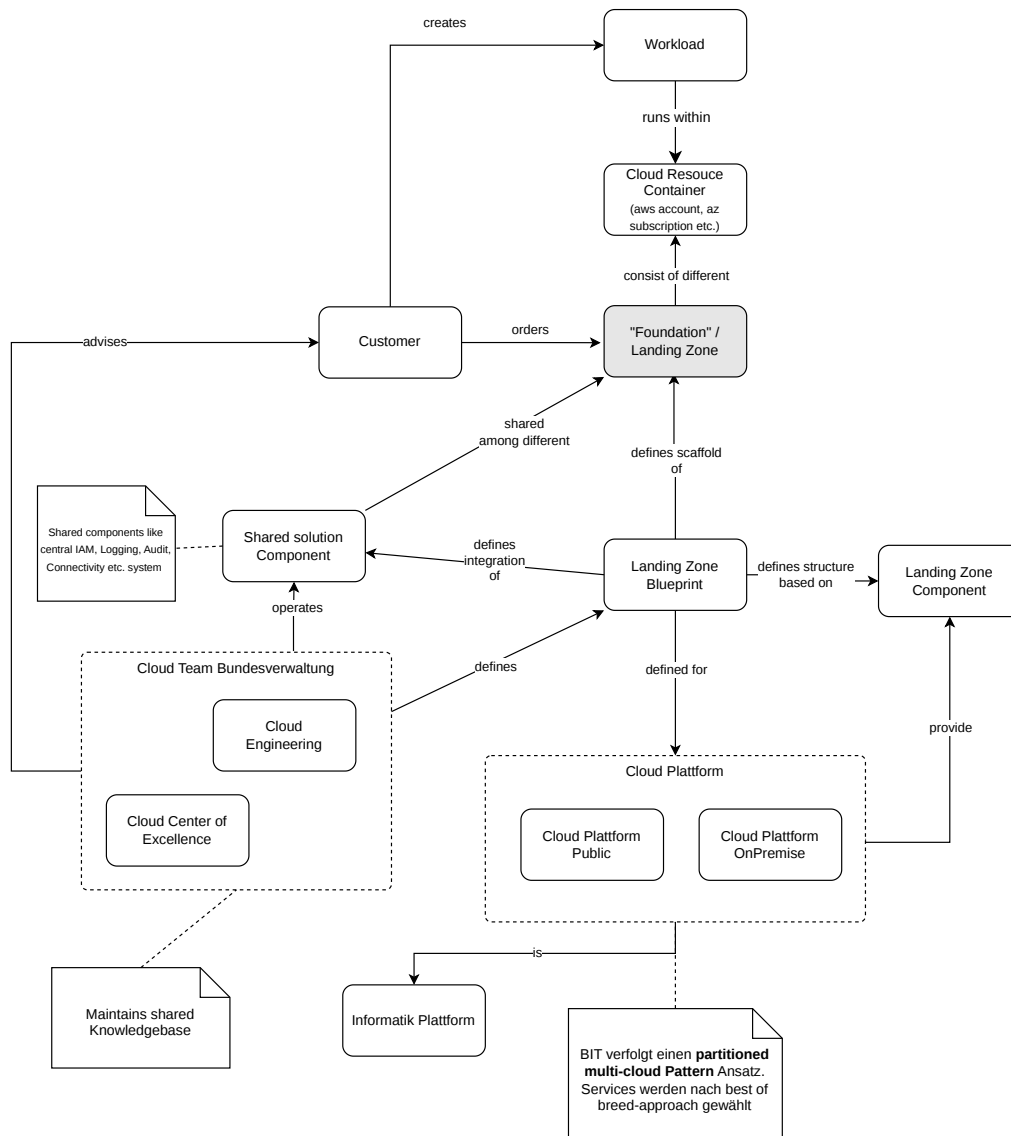 creates
Workload
runs within
Cloud Resouce
Container
(aws account, az
subscription etc.)
consist of different
advises
Customer
orders
"Foundation" /
Landing Zone
shared
among different
defines scaffold
of
Shared components like
central IAM, Logging, Audit,
Connectivity etc. system
Shared solution
Component
defines
integration
of
Landing Zone
Blueprint
defines structure
based on
Landing Zone
Component
operates
Cloud Team Bundesverwaltung
defines
defined for
Cloud
Engineering
provide
Cloud Plattform
Cloud Center of
Excellence
Cloud Plattform
Public
Cloud Plattform
OnPremise
is
Maintains shared
Knowledgebase
Informatik Plattform
BIT verfolgt einen partitioned
multi-cloud Pattern Ansatz.
Services werden nach best of
breed-approach gewählt